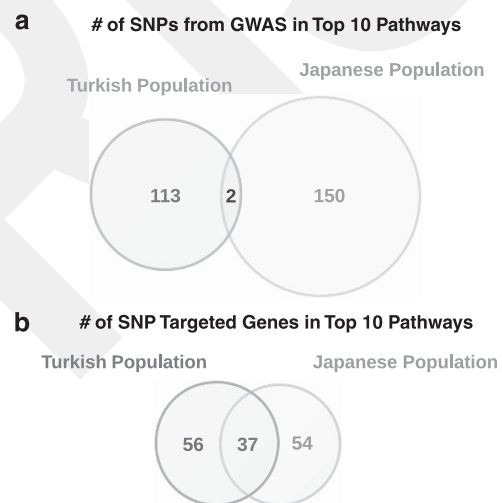 a # of SNPs from GWAS in Top 10 Pathways
Turkish Population
Japanese Population
113 2 150
b # of SNP Targeted Genes in Top 10 Pathways
Turkish Population Japanese Population
56 37 54